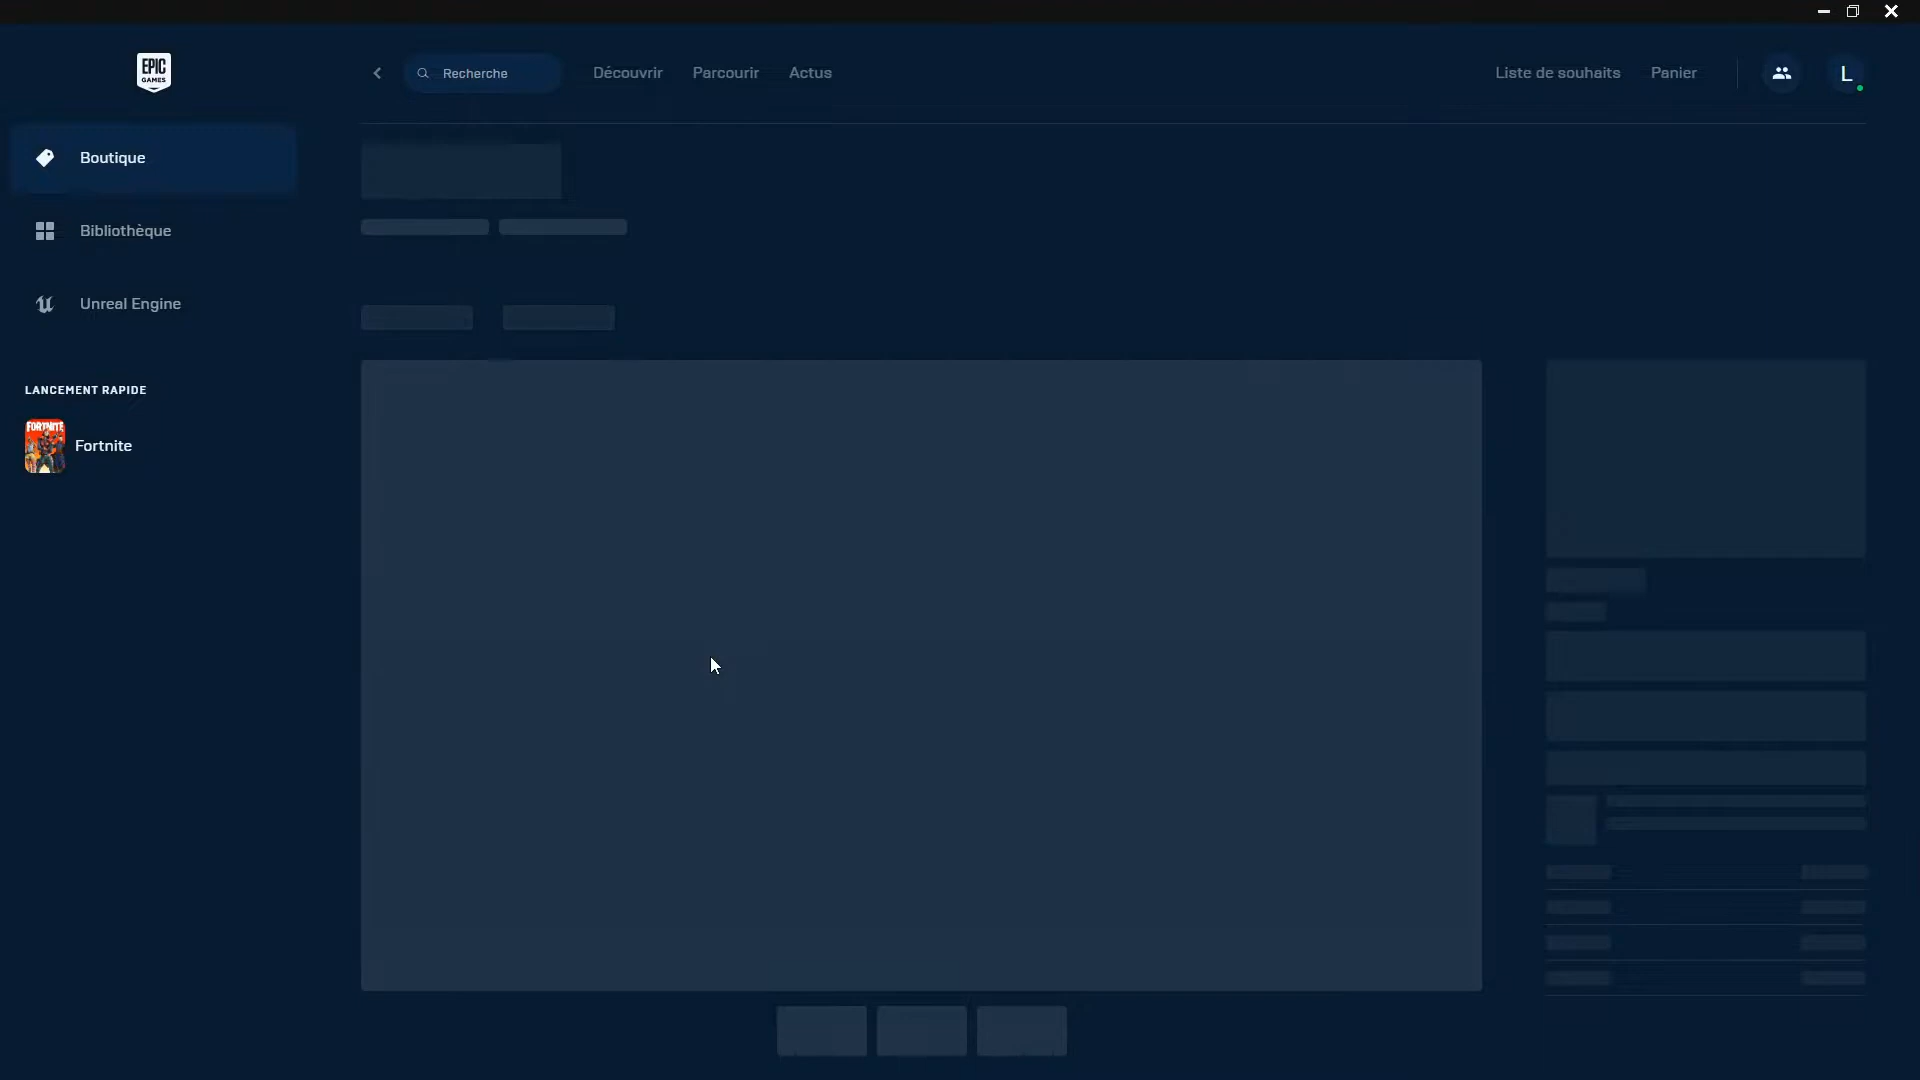 EPIC
GAMES
Recherche
Découvrir
Parcourir
Actus
Liste de souhaits
Panier
L
Boutique
Bibliothèque
Unreal Engine
LANCEMENT RAPIDE
FORTNITE
Fortnite